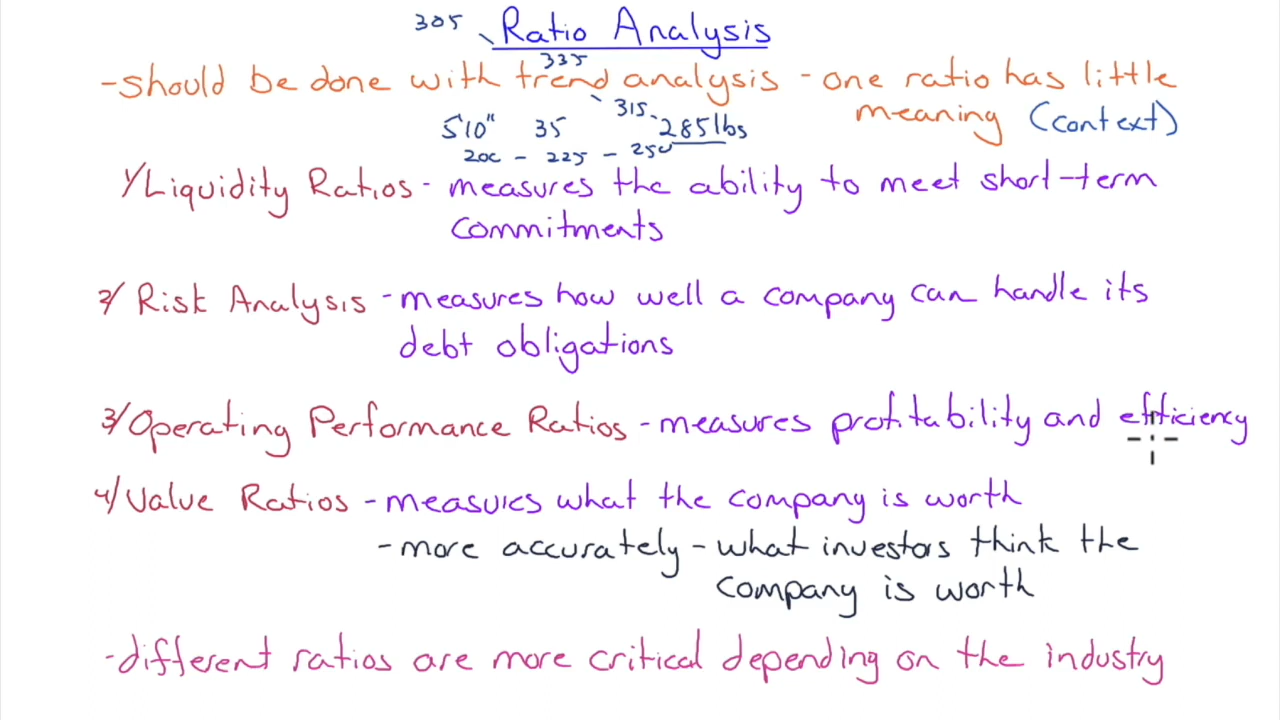 305 Ratio Analysis
335
-should be done with trend analysis - one ratio has little
315
meaning (context)
5'10" 35 285lbs
200 - 225 - 250
1/ Liquidity Ratios - measures the ability to meet short-term
commitments
2/ Risk Analysis - measures how well a company can handle its
debt obligations
3/ Operating Performance Ratios - measures profitability and efficiency
4/ Value Ratios - measures what the company is worth
- more accurately - what investors think the
company is worth
- different ratios are more critical depending on the industry